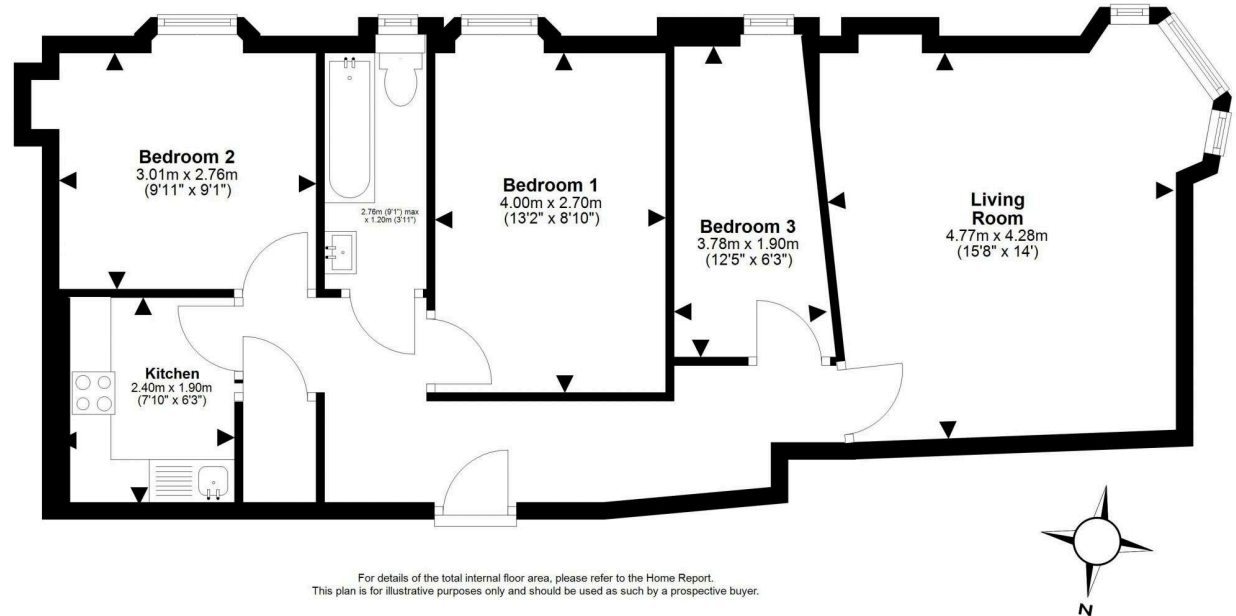 Bedroom 2
3.01m x 2.76m
(9'11" x 9'1")
2.76m (9'1") max
x 1.20m (3'11")
Bedroom 1
4.00m x 2.70m
(13'2" x 8'10")
Bedroom 3
3.78m x 1.90m
(12'5" x 6'3")
Living
Room
4.77m x 4.28m
(15'8" x 14')
Kitchen
2.40m x 1.90m
(7'10" x 6'3")
N
For details of the total internal floor area, please refer to the Home Report.
This plan is for illustrative purposes only and should be used as such by a prospective buyer.